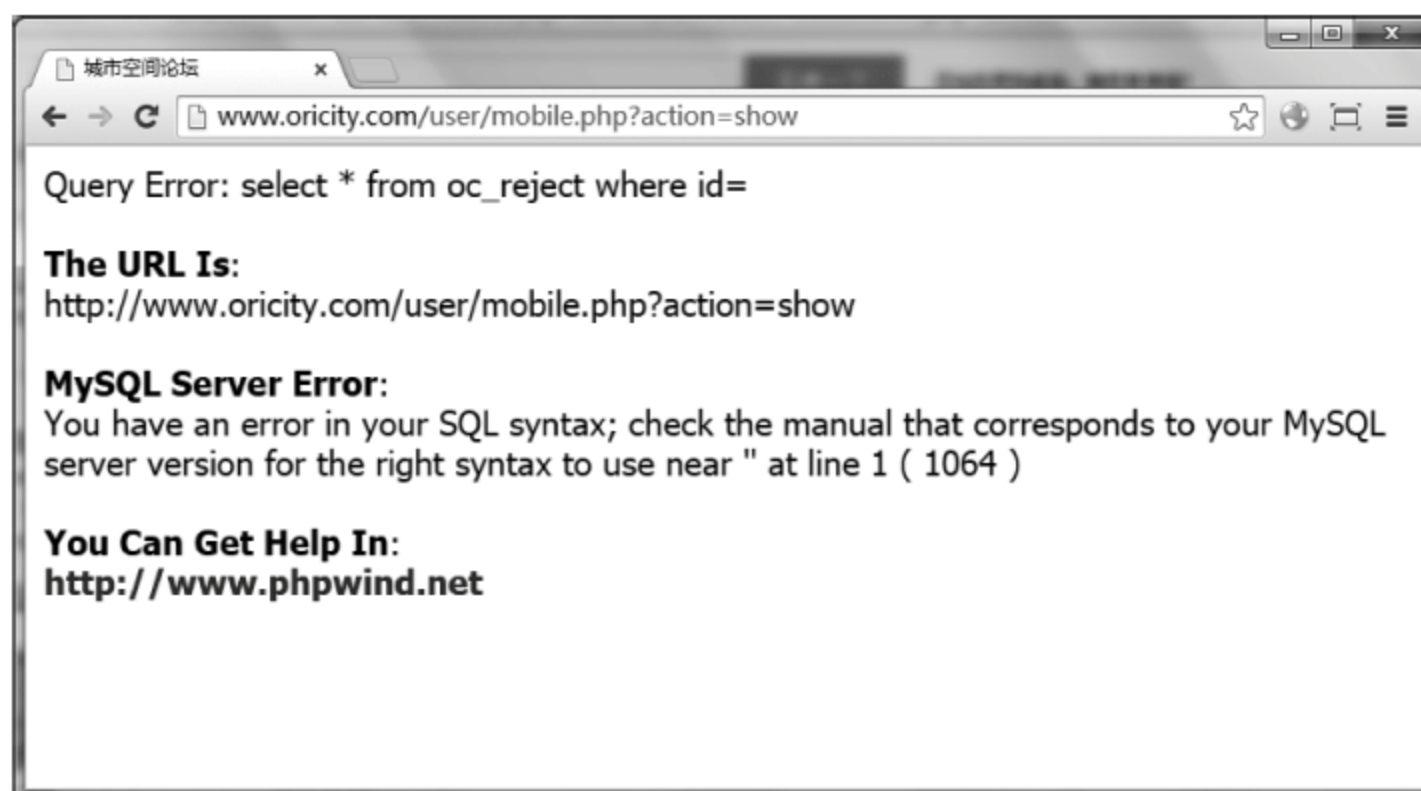 城市空间论坛
www.oricity.com/user/mobile.php?action=show
Query Error: select * from oc_reject where id=
The URL Is:
http://www.oricity.com/user/mobile.php?action=show
MySQL Server Error:
You have an error in your SQL syntax; check the manual that corresponds to your MySQL
server version for the right syntax to use near '' at line 1 ( 1064 )
You Can Get Help In:
http://www.phpwind.net